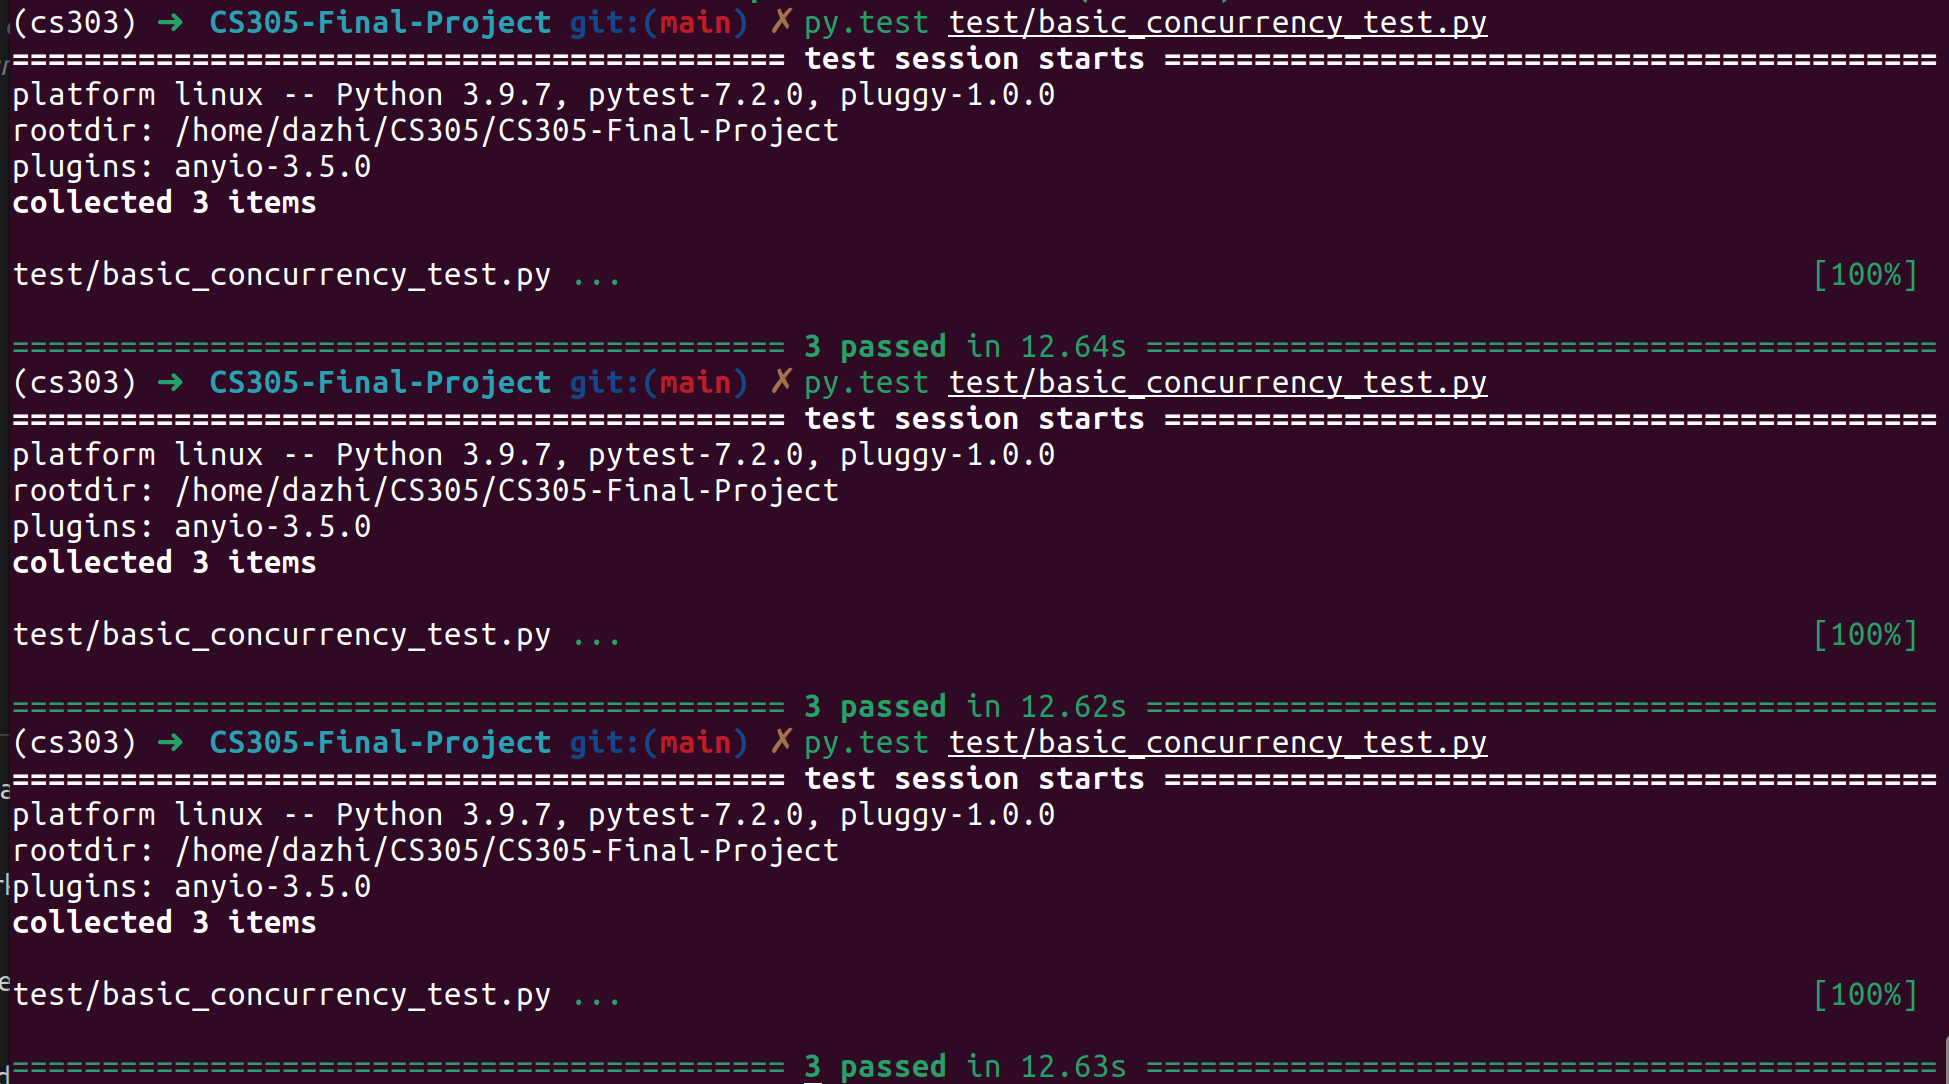 (cs303) ➜ CS305-Final-Project git:(main) ✗ py.test test/basic_concurrency_test.py
=========================================== test session starts ===========================================
platform linux -- Python 3.9.7, pytest-7.2.0, pluggy-1.0.0
rootdir: /home/dazhi/CS305/CS305-Final-Project
plugins: anyio-3.5.0
collected 3 items
test/basic_concurrency_test.py ... [100%]
=========================================== 3 passed in 12.64s ============================================
(cs303) ➜ CS305-Final-Project git:(main) ✗ py.test test/basic_concurrency_test.py
=========================================== test session starts ===========================================
platform linux -- Python 3.9.7, pytest-7.2.0, pluggy-1.0.0
rootdir: /home/dazhi/CS305/CS305-Final-Project
plugins: anyio-3.5.0
collected 3 items
test/basic_concurrency_test.py ... [100%]
=========================================== 3 passed in 12.62s ============================================
(cs303) ➜ CS305-Final-Project git:(main) ✗ py.test test/basic_concurrency_test.py
=========================================== test session starts ===========================================
platform linux -- Python 3.9.7, pytest-7.2.0, pluggy-1.0.0
rootdir: /home/dazhi/CS305/CS305-Final-Project
plugins: anyio-3.5.0
collected 3 items
test/basic_concurrency_test.py ... [100%]
=========================================== 3 passed in 12.63s ============================================